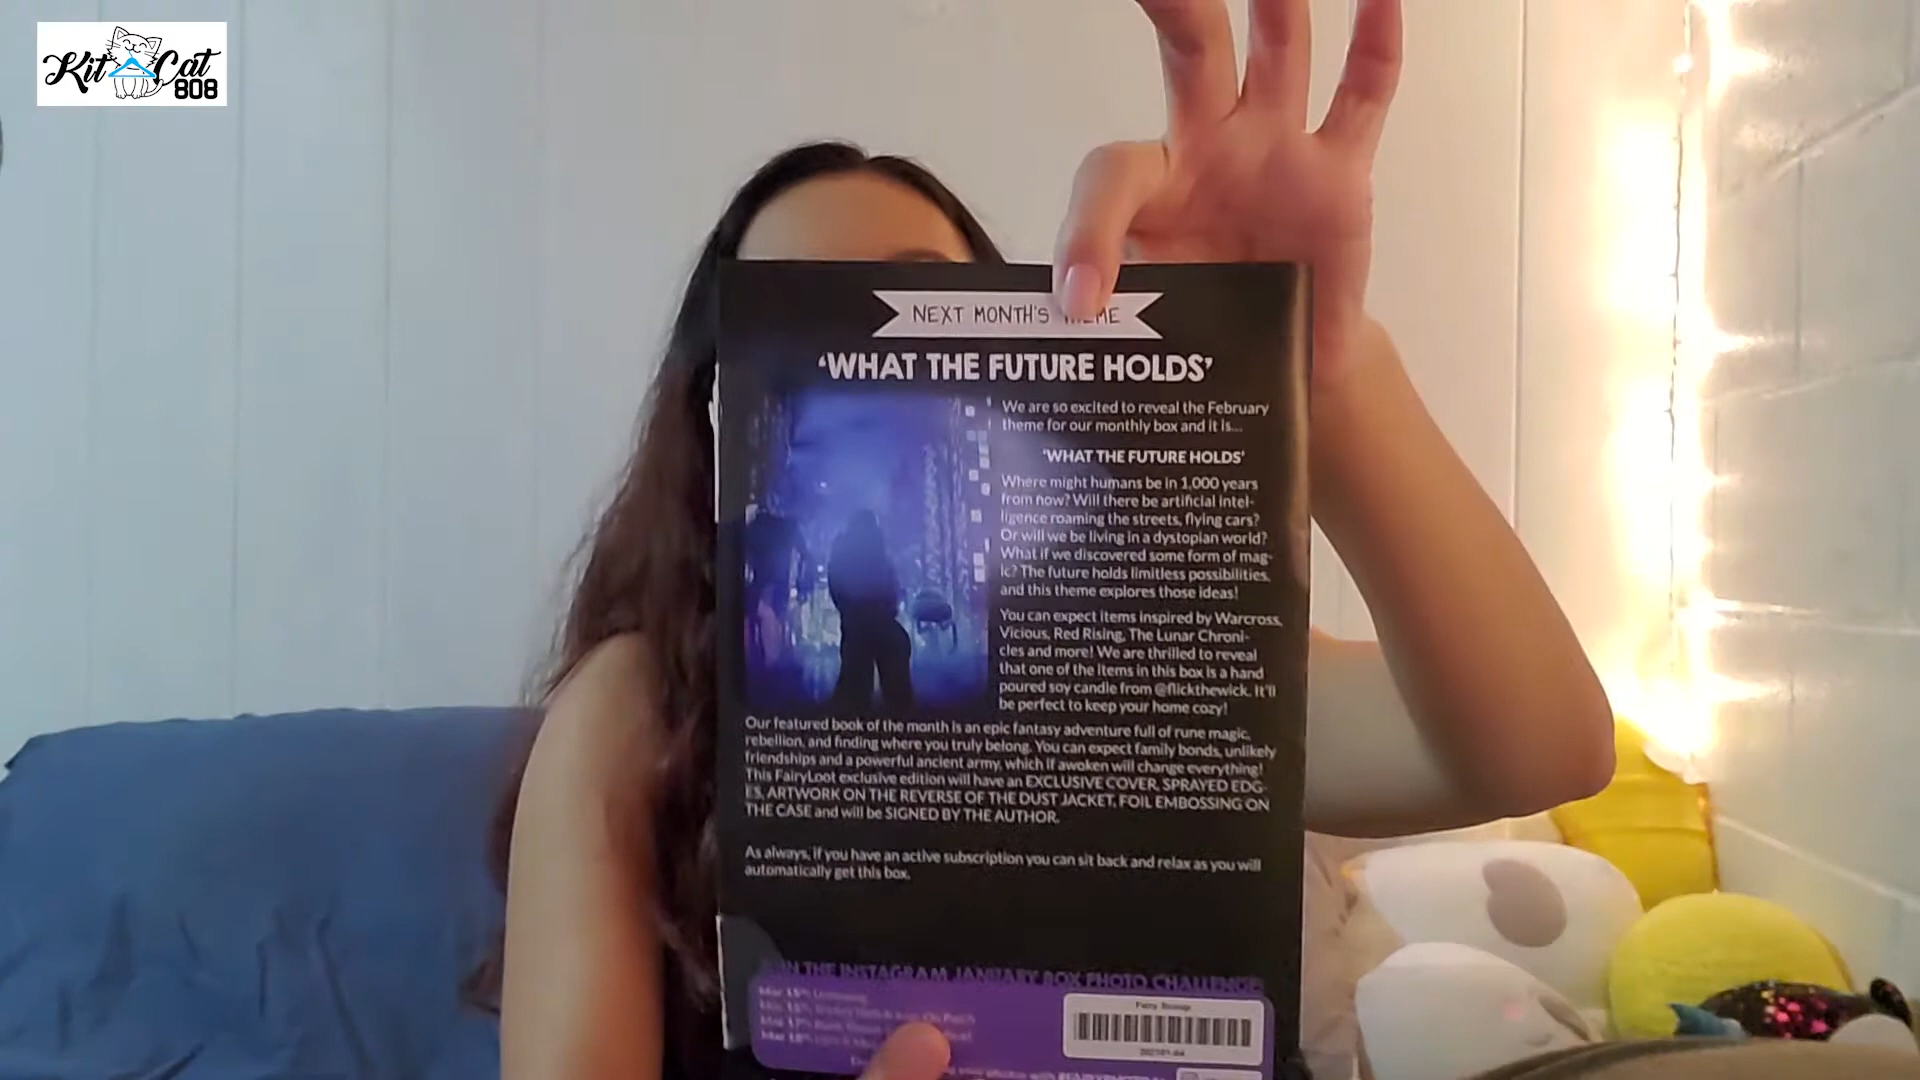 Kit Cat
808
NEXT MONTH'S
'WHAT THE FUTURE HOLDS'
We are so excited to reveal the February
theme for our monthly box and it is...
'WHAT THE FUTURE HOLDS'
Where might humans be in 1,000 years
from now? Will there be artificial intel-
ligence roaming the streets, flying cars?
Or will we be living in a dystopian world?
What if we discovered some form of mag-
ic? The future holds limitless possibilities,
and this theme explores those ideas!
You can expect items inspired by Warcross,
Vicious, Red Rising, The Lunar Chroni-
cles and more! We are thrilled to reveal
that one of the items in this box is a hand
poured soy candle from @flickthewick. It'll
be perfect to keep your home cozy!
Our featured book of the month is an epic fantasy adventure full of rune magic,
rebellion, and finding where you truly belong. You can expect family bonds, unlikely
friendships and a powerful ancient army, which if awoken will change everything!
This FairyLoot exclusive edition will have an EXCLUSIVE COVER, SPRAYED EDG-
ES, ARTWORK ON THE REVERSE OF THE DUST JACKET, FOIL EMBOSSING ON
THE CASE and will be SIGNED BY THE AUTHOR.
As always, if you have an active subscription you can sit back and relax as you will
automatically get this box.
THE INSTAGRAM JANUARY BOX PHOTO CHALLENGE
Mar 15th Unboxing